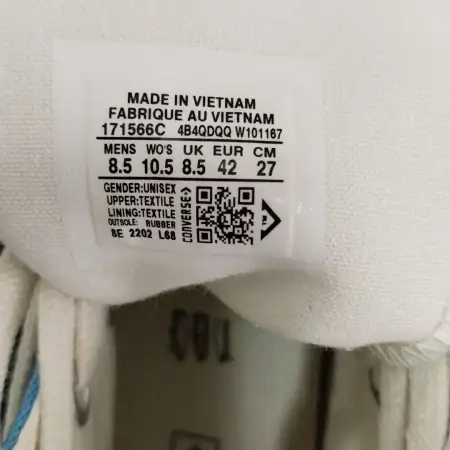 MADE IN VIETNAM
FABRIQUE AU VIETNAM
171566C 4B4QDQQ W101167
MENS WO'S UK EUR CM
8.5 10.5 8.5 42 27
GENDER:UNISEX
UPPER:TEXTILE
LINING:TEXTILE
OUTSOLE: RUBBER
8E 2202 L68
CONVERSE
TM